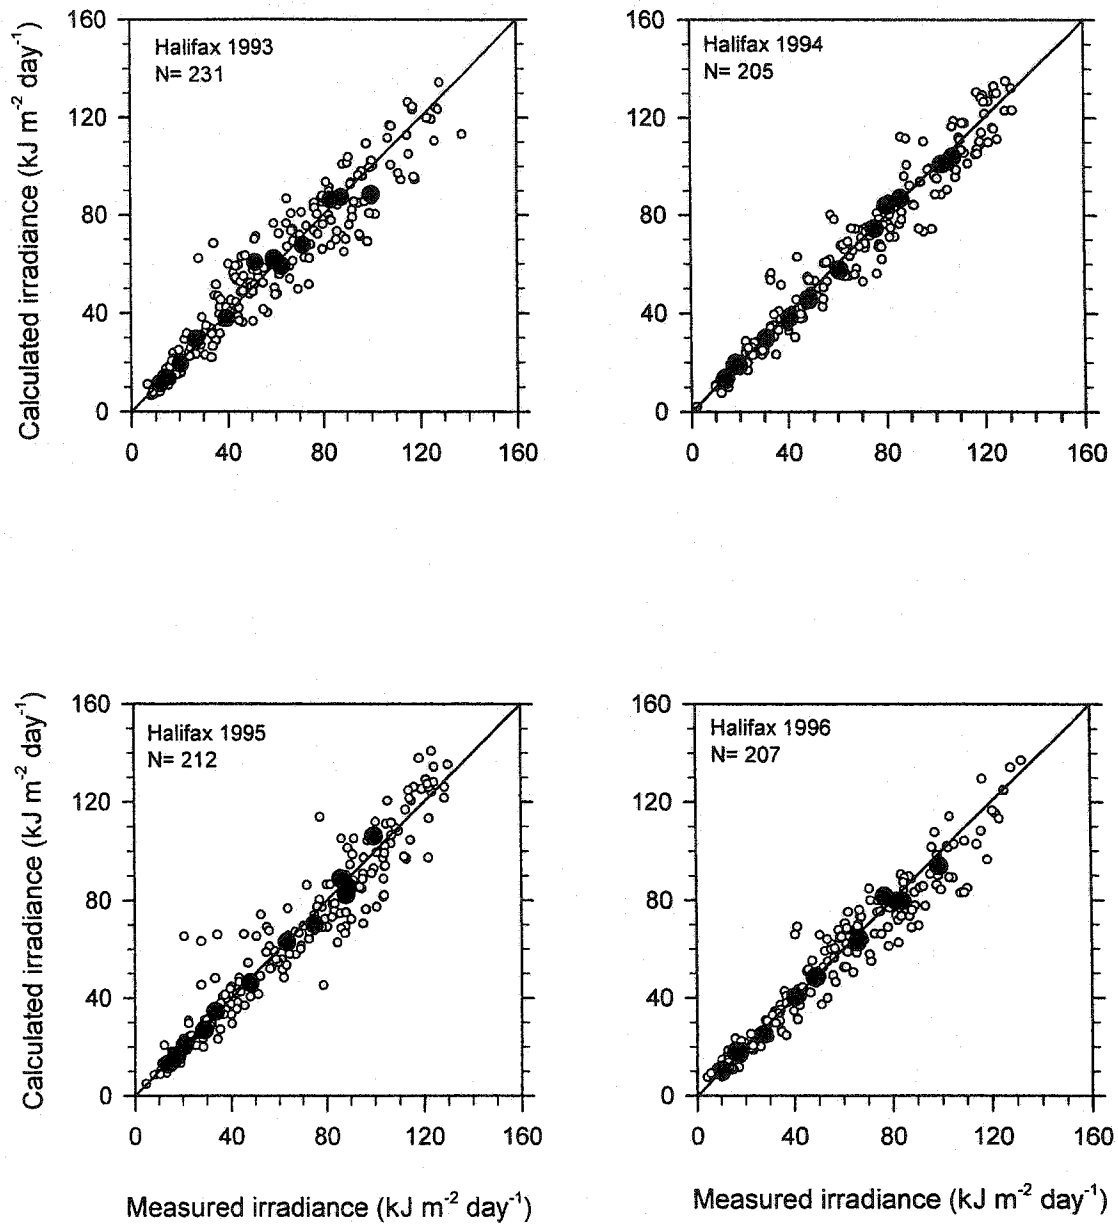 Calculated irradiance (kJ m⁻² day⁻¹)
160
120
80
40
0
Halifax 1993
N= 231
0 40 80 120 160
160
120
80
40
0
Halifax 1994
N= 205
0 40 80 120 160
Calculated irradiance (kJ m⁻² day⁻¹)
160
120
80
40
0
Halifax 1995
N= 212
0 40 80 120 160
Measured irradiance (kJ m⁻² day⁻¹)
160
120
80
40
0
Halifax 1996
N= 207
0 40 80 120 160
Measured irradiance (kJ m⁻² day⁻¹)